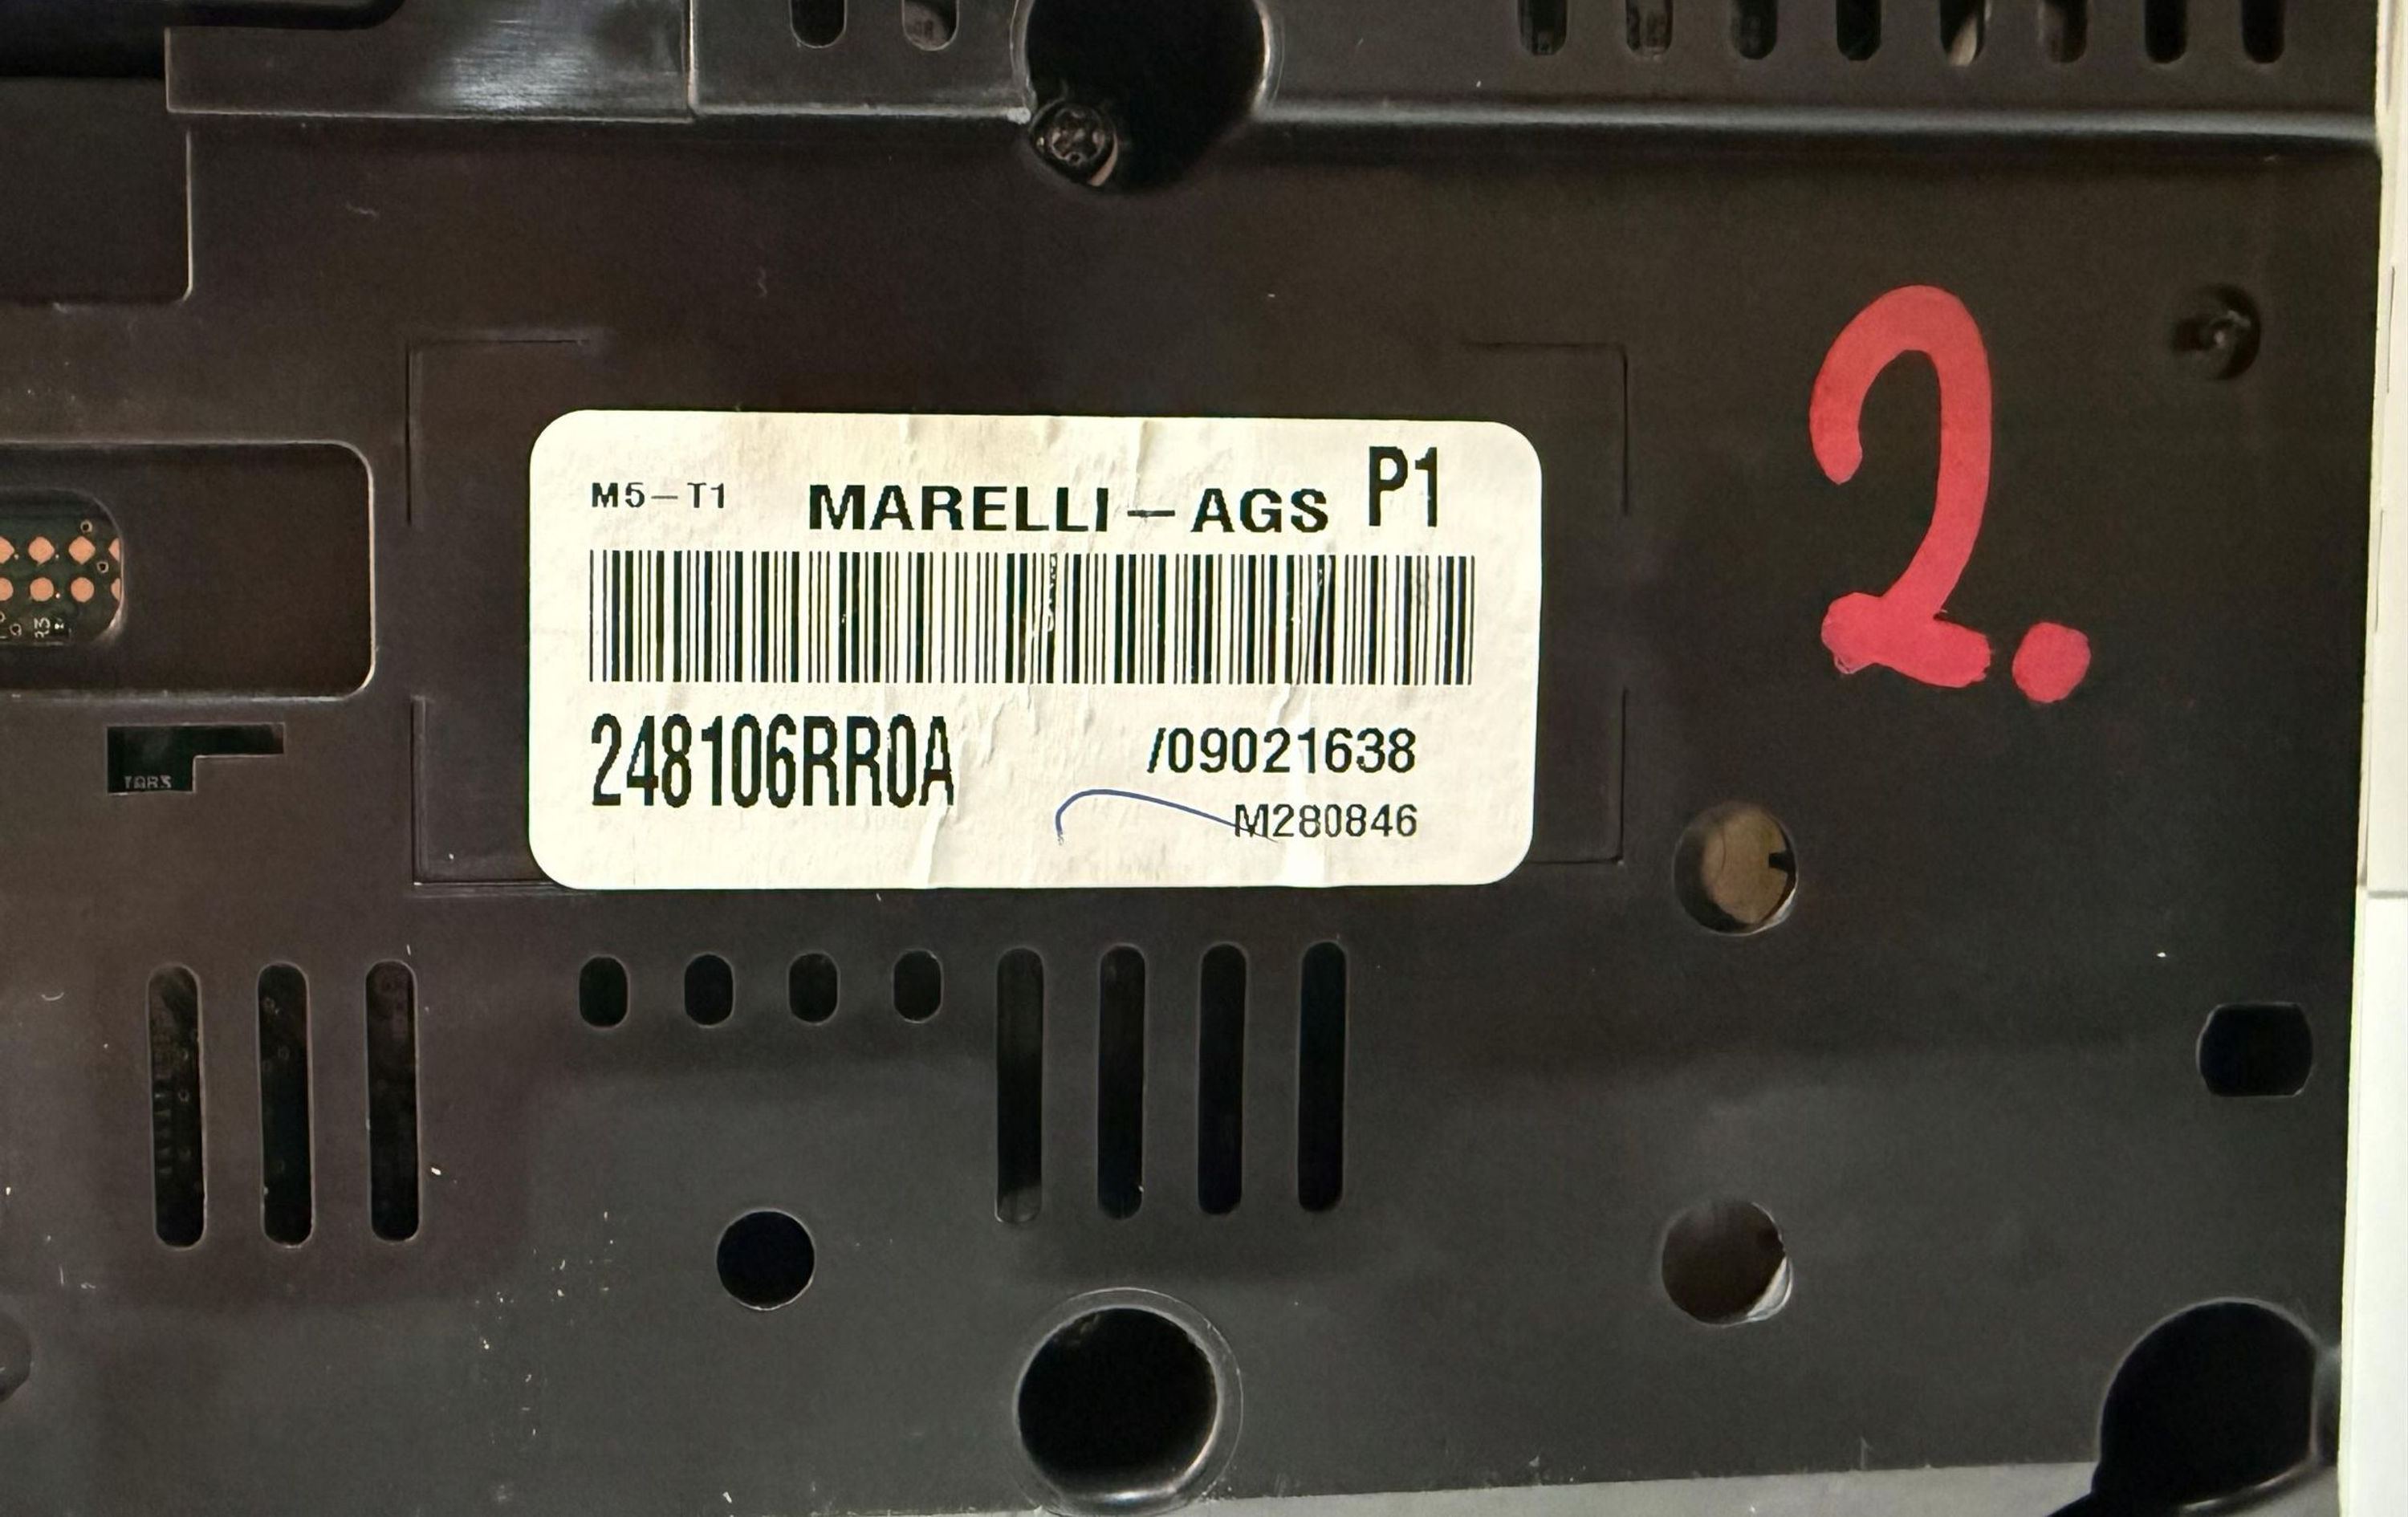 M5-T1 MARELLI-AGS P1
248106RR0A /09021638
M280846
2.